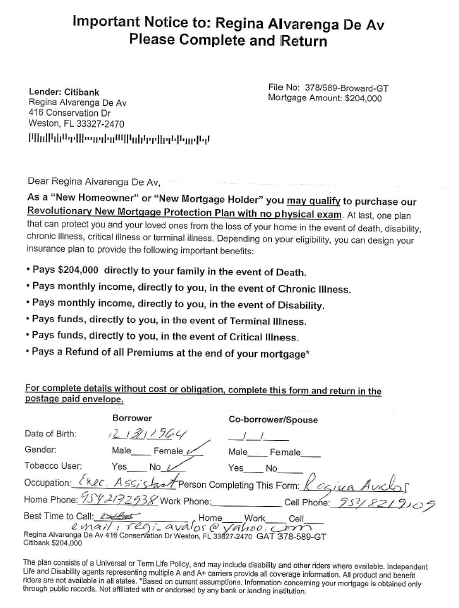 Important Notice to: Regina Alvarenga De Av
Please Complete and Return
File No: 378/589-Broward-GT
Mortgage Amount: $204,000
Lender: Citibank
Regina Alvarenga De Av
416 Conservation Dr
Weston, FL 33327-2470
Dear Regina Alvarenga De Av,
As a "New Homeowner" or "New Mortgage Holder" you may qualify to purchase our
Revolutionary New Mortgage Protection Plan with no physical exam. At last, one plan
that can protect you and your loved ones from the loss of your home in the event of death, disability,
chronic illness, critical illness or terminal illness. Depending on your eligibility, you can design your
insurance plan to provide the following important benefits:
• Pays $204,000 directly to your family in the event of Death.
• Pays monthly income, directly to you, in the event of Chronic Illness.
• Pays monthly income, directly to you, in the event of Disability.
• Pays funds, directly to you, in the event of Terminal Illness.
• Pays funds, directly to you, in the event of Critical Illness.
• Pays a Refund of all Premiums at the end of your mortgage*
For complete details without cost or obligation, complete this form and return in the
postage paid envelope.
Borrower Co-borrower/Spouse
Date of Birth: 1964 __/__/__
Gender: Male___ Female ✓ Male___ Female____
Tobacco User: Yes___ No ✓ Yes___ No____
Occupation: Exec. Assistant Person Completing This Form: Regina Avalos
Home Phone: Work Phone: Cell Phone:
Best Time to Call: Home___ Work___ Cell___
email: regi_avalos@yahoo.com
Regina Alvarenga De Av 416 Conservation Dr Weston, FL 33327-2470 GAT 378-589-GT
Citibank $204,000
The plan consists of a Universal or Term Life Policy, and may include disability and other riders where available. Independent
Life and Disability agents representing multiple A and A+ carriers provide all coverage information. All product and benefit
riders are not available in all states. *Based on current assumptions. Information concerning your mortgage is obtained only
through public records. Not affiliated with or endorsed by any bank or lending institution.